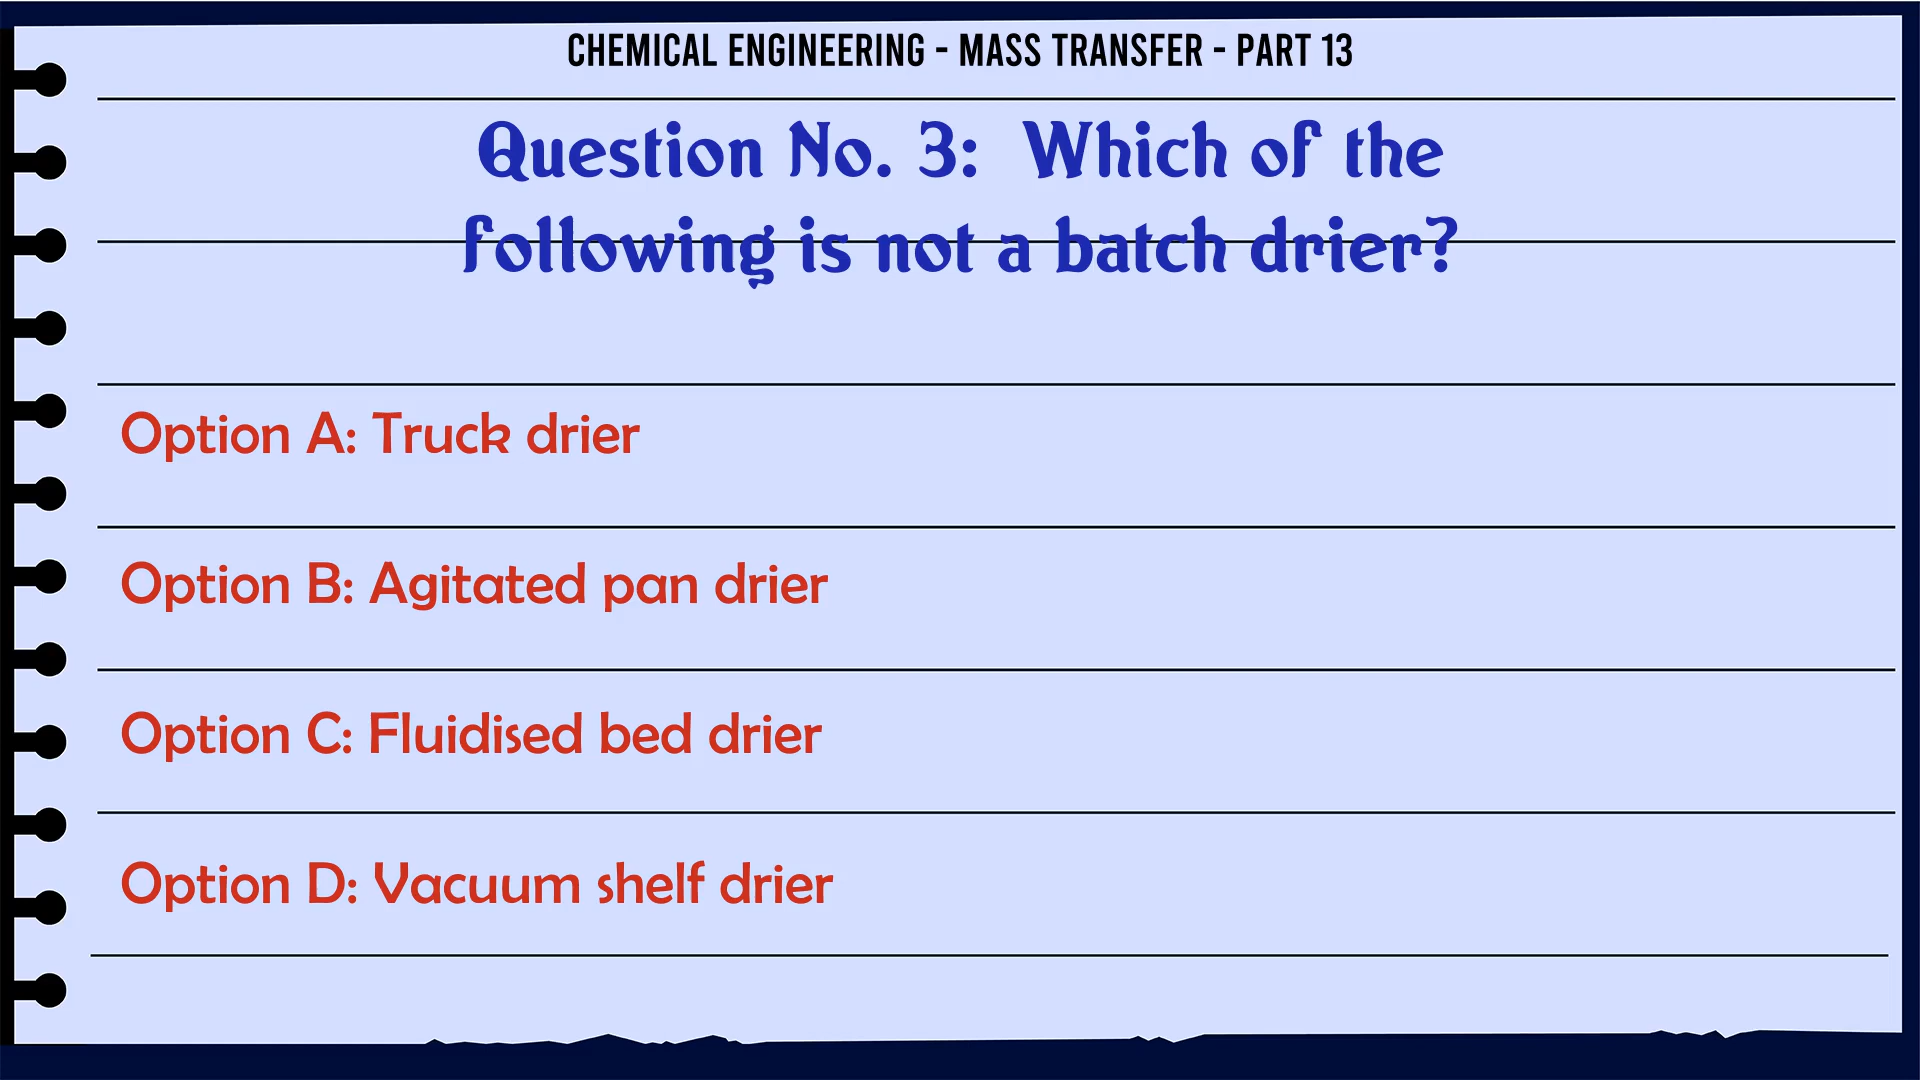 CHEMICAL ENGINEERING - MASS TRANSFER - PART 13
Question No. 3: Which of the
following is not a batch drier?
Option A: Truck drier
Option B: Agitated pan drier
Option C: Fluidised bed drier
Option D: Vacuum shelf drier